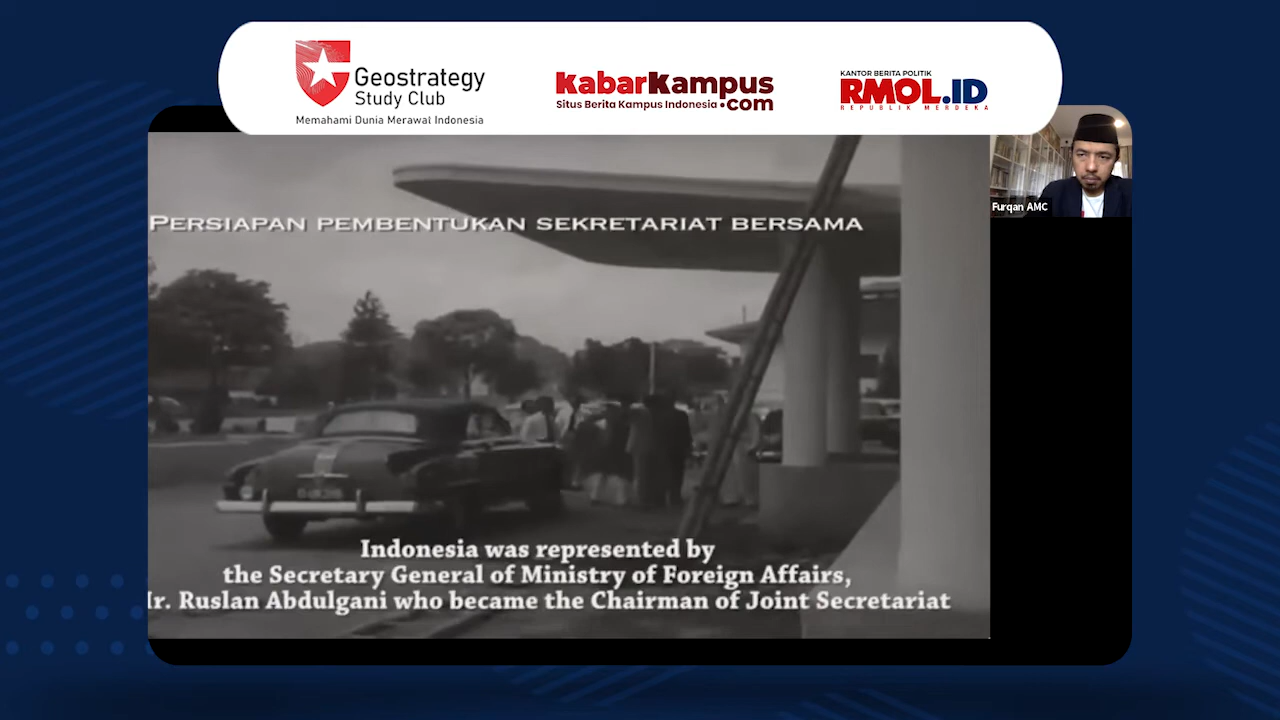 Geostrategy
Study Club
Memahami Dunia Merawat Indonesia
KabarKampus
Situs Berita Kampus Indonesia .com
KANTOR BERITA POLITIK
RMOL.ID
REPUBLIK MERDEKA
Furqan AMC
PERSIAPAN PEMBENTUKAN SEKRETARIAT BERSAMA
Indonesia was represented by
the Secretary General of Ministry of Foreign Affairs,
Ir. Ruslan Abdulgani who became the Chairman of Joint Secretariat